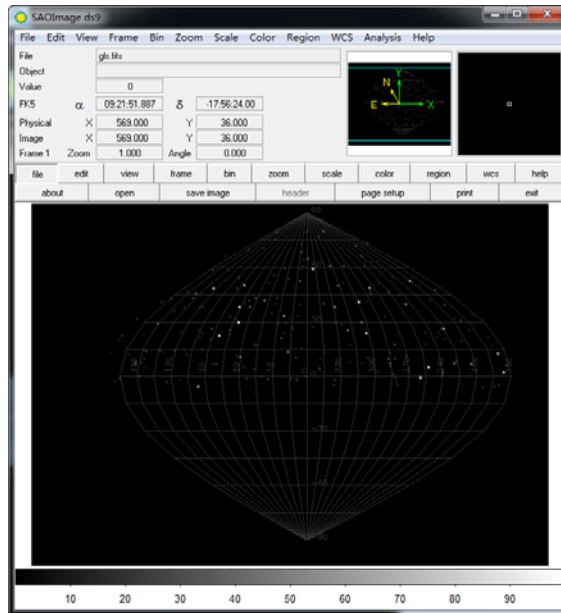 SAOImage ds9
File Edit View Frame Bin Zoom Scale Color Region WCS Analysis Help
File gls.fits
Object
Value 0
FK5 α 09:21:51.887 δ -17:56:24.00
Physical X 569.000 Y 36.000
Image X 569.000 Y 36.000
Frame 1 Zoom 1.000 Angle 0.000
Y
N
E X
file edit view frame bin zoom scale color region wcs help
about open save image header page setup print exit
10 20 30 40 50 60 70 80 90